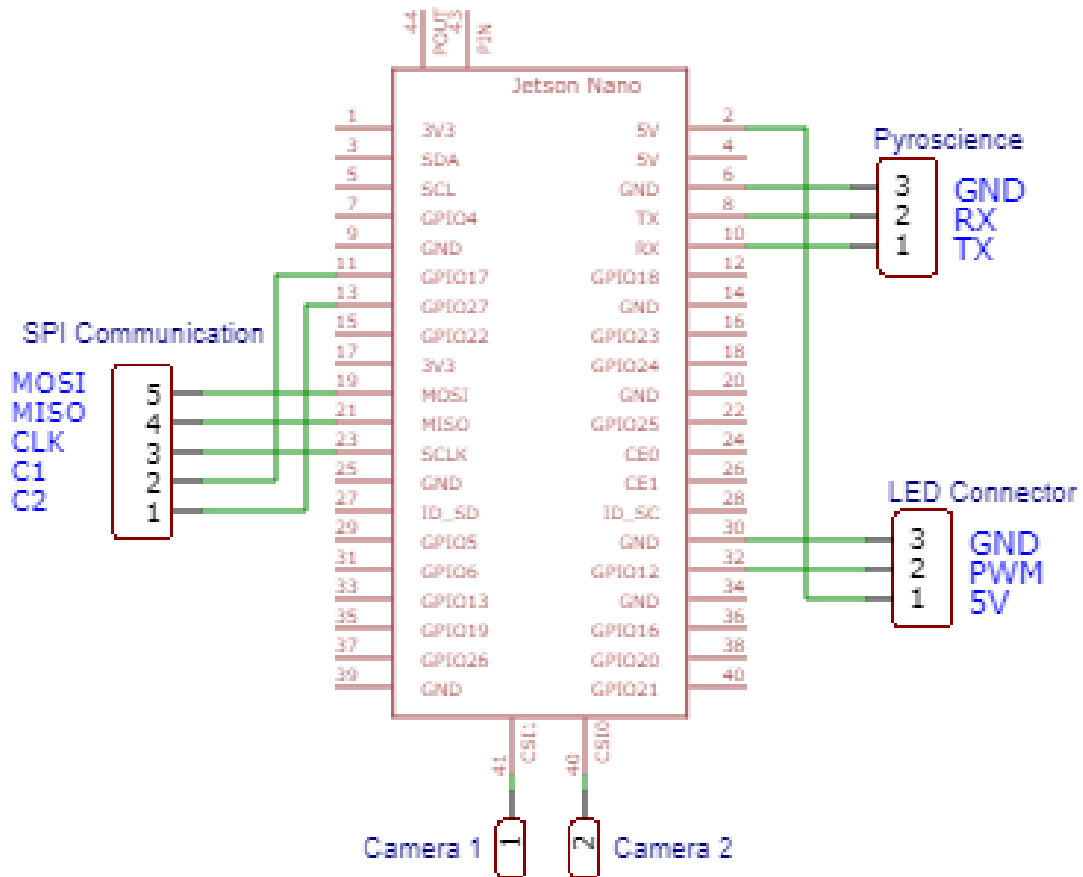 44 POUT 43 PIN
Jetson Nano
1 3V3 5V 2
3 SDA 5V 4
5 SCL GND 6
7 GPIO4 TX 8
9 GND RX 10
11 GPIO17 GPIO18 12
13 GPIO27 GND 14
15 GPIO22 GPIO23 16
17 3V3 GPIO24 18
19 MOSI GND 20
21 MISO GPIO25 22
23 SCLK CE0 24
25 GND CE1 26
27 ID_SD ID_SC 28
29 GPIO5 GND 30
31 GPIO6 GPIO12 32
33 GPIO13 GND 34
35 GPIO19 GPIO16 36
37 GPIO26 GPIO20 38
39 GND GPIO21 40
Pyroscience
3 GND
2 RX
1 TX
SPI Communication
MOSI 5
MISO 4
CLK 3
C1 2
C2 1
LED Connector
3 GND
2 PWM
1 5V
41 CSI1 40 CSI0
Camera 1 1 2 Camera 2